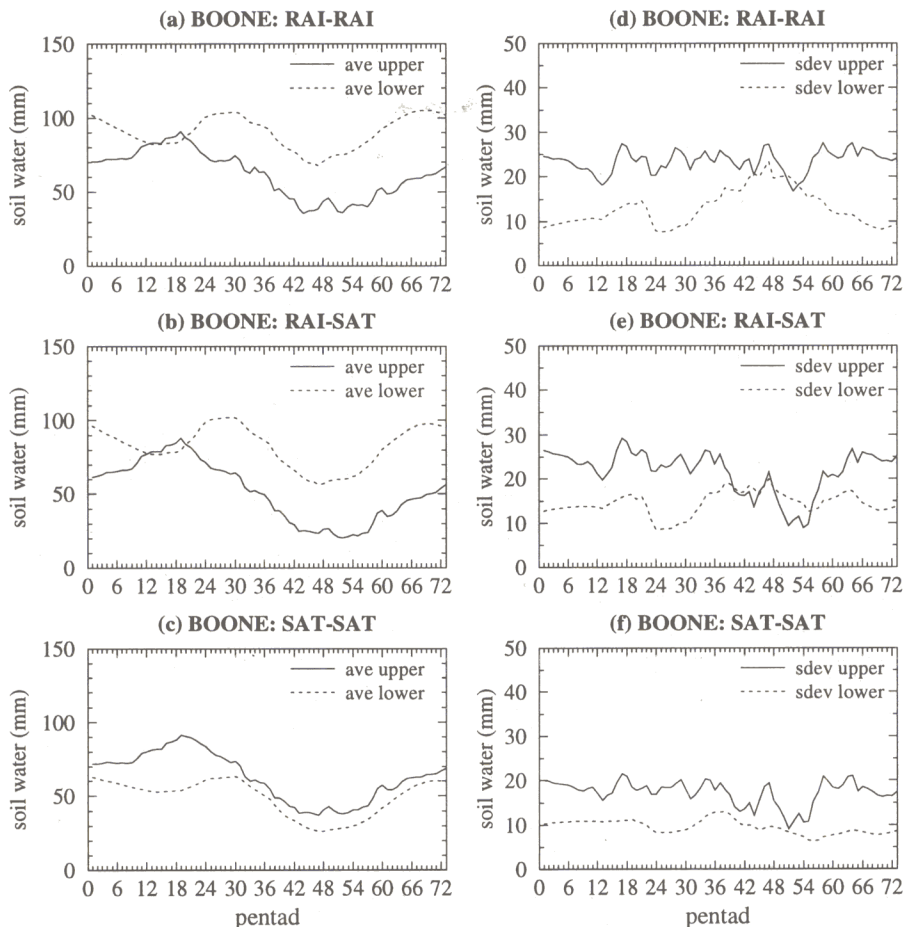 (a) BOONE: RAI-RAI
150
100
50
0
soil water (mm)
ave upper
ave lower
0 6 12 18 24 30 36 42 48 54 60 66 72
(d) BOONE: RAI-RAI
50
40
30
20
10
0
soil water (mm)
sdev upper
sdev lower
0 6 12 18 24 30 36 42 48 54 60 66 72
(b) BOONE: RAI-SAT
150
100
50
0
soil water (mm)
ave upper
ave lower
0 6 12 18 24 30 36 42 48 54 60 66 72
(e) BOONE: RAI-SAT
50
40
30
20
10
0
soil water (mm)
sdev upper
sdev lower
0 6 12 18 24 30 36 42 48 54 60 66 72
(c) BOONE: SAT-SAT
150
100
50
0
soil water (mm)
ave upper
ave lower
0 6 12 18 24 30 36 42 48 54 60 66 72
pentad
(f) BOONE: SAT-SAT
50
40
30
20
10
0
soil water (mm)
sdev upper
sdev lower
0 6 12 18 24 30 36 42 48 54 60 66 72
pentad